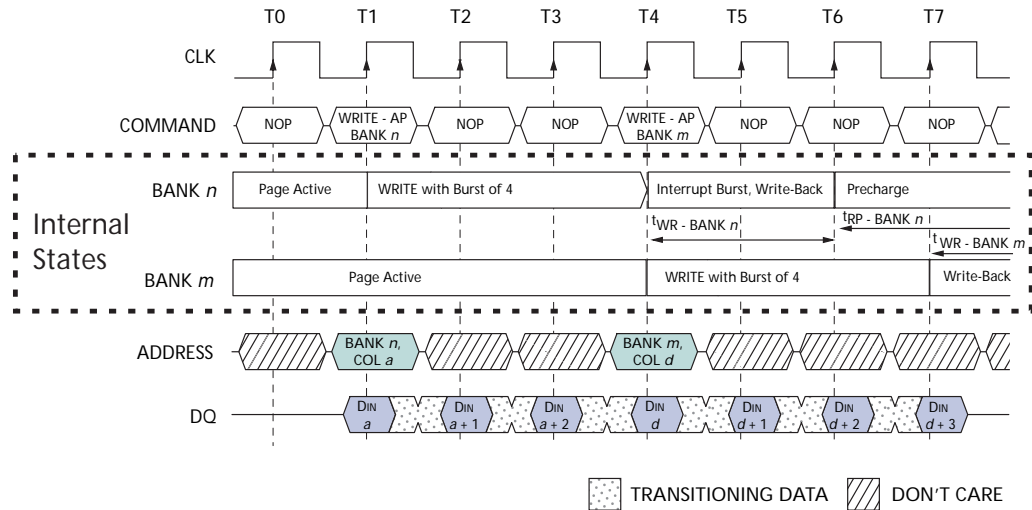 T0 T1 T2 T3 T4 T5 T6 T7
CLK
COMMAND
NOP
WRITE - AP
BANK n
NOP
NOP
WRITE - AP
BANK m
NOP
NOP
NOP
Internal
States
BANK n
Page Active
WRITE with Burst of 4
Interrupt Burst, Write-Back
Precharge
tWR - BANK n
tRP - BANK n
tWR - BANK m
BANK m
Page Active
WRITE with Burst of 4
Write-Back
ADDRESS
BANK n,
COL a
BANK m,
COL d
DQ
DIN
a
DIN
a + 1
DIN
a + 2
DIN
d
DIN
d + 1
DIN
d + 2
DIN
d + 3
TRANSITIONING DATA
DON'T CARE